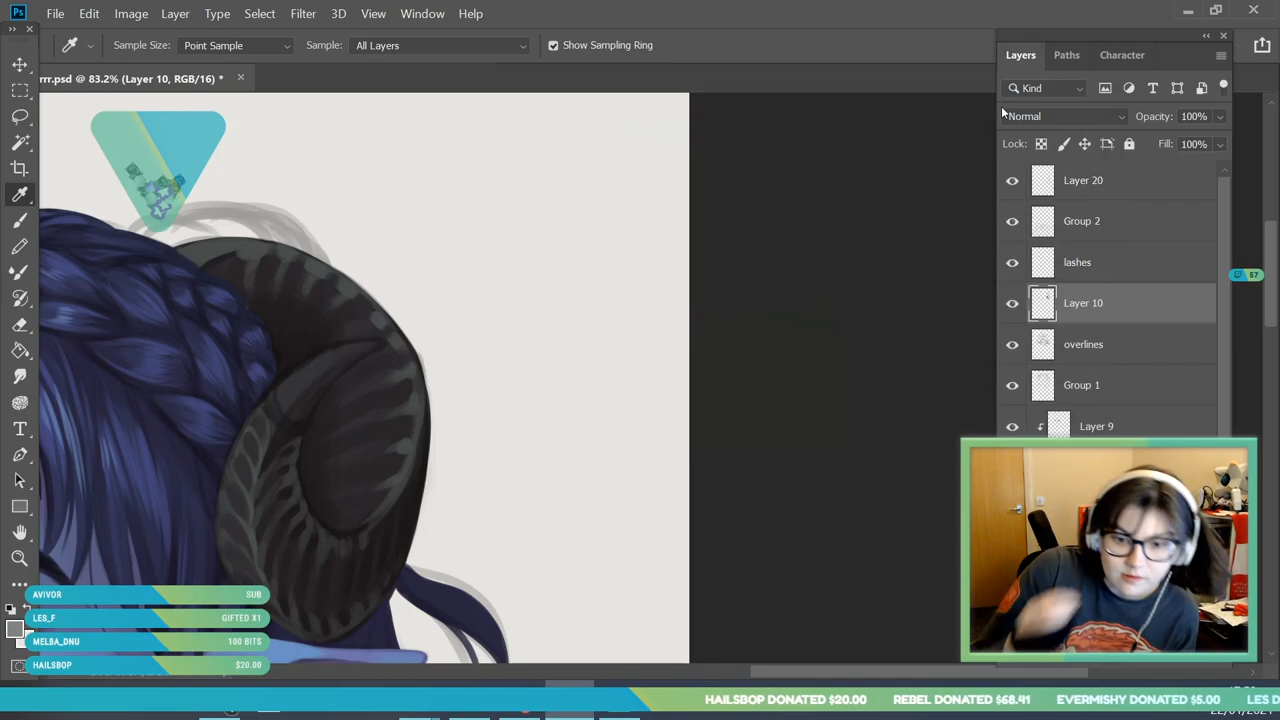 Ps File Edit Image Layer Type Select Filter 3D View Window Help
Sample Size: Point Sample Sample: All Layers Show Sampling Ring
rrr.psd @ 83.2% (Layer 10, RGB/16) *
Layers Paths Character
Kind
Normal Opacity: 100%
Lock: Fill: 100%
Layer 20
Group 2
lashes
57
Layer 10
overlines
Group 1
Layer 9
AVIVOR SUB
LES_F GIFTED X1
MELBA_DNU 100 BITS
HAILSBOP $20.00
HAILSBOP DONATED $20.00 REBEL DONATED $68.41 EVERMISHY DONATED $5.00 LES D